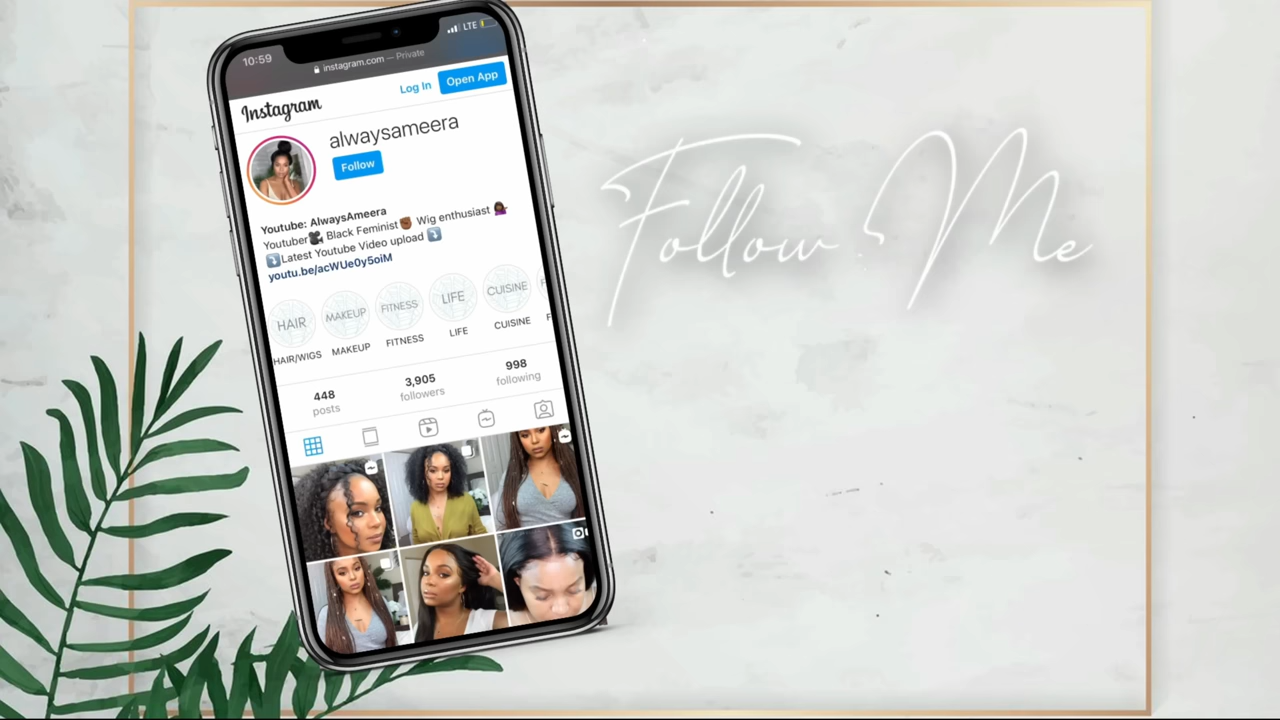 10:59
LTE
instagram.com — Private
Instagram
Log In
Open App
alwaysameera
Follow
Youtube: AlwaysAmeera
Youtuber🎥 Black Feminist✊🏾 Wig enthusiast 💇🏾‍♀️
⤵️Latest Youtube Video upload ⤵️
youtu.be/acWUe0y5oiM
HAIR
MAKEUP
FITNESS
LIFE
CUISINE
HAIR/WIGS
MAKEUP
FITNESS
LIFE
CUISINE
448
posts
3,905
followers
998
following
Follow Me